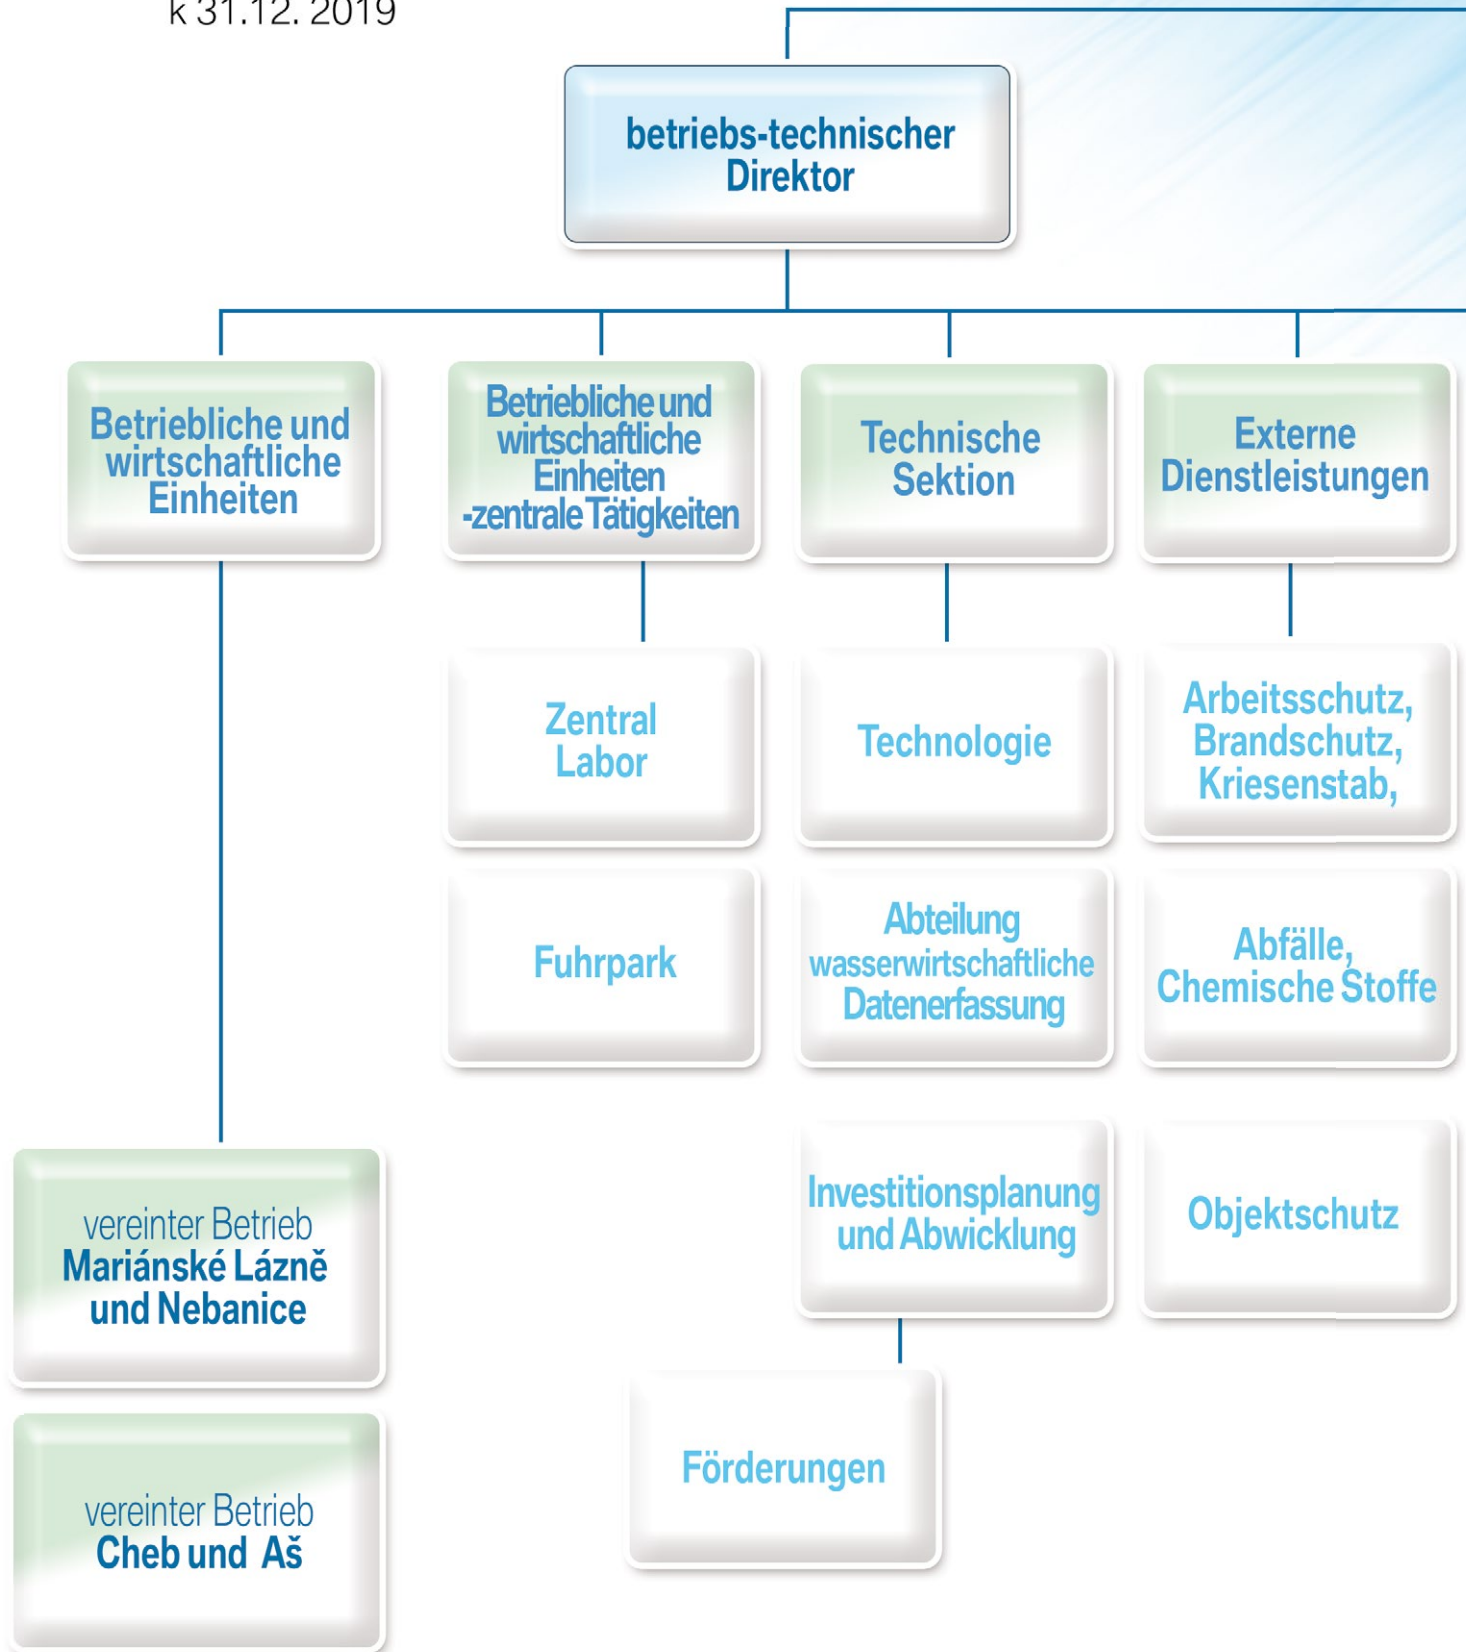 k 31.12. 2019
betriebs-technischer
Direktor
Betriebliche und
wirtschaftliche
Einheiten
Betriebliche und
wirtschaftliche
Einheiten
-zentrale Tätigkeiten
Technische
Sektion
Externe
Dienstleistungen
Zentral
Labor
Technologie
Arbeitsschutz,
Brandschutz,
Kriesenstab,
Fuhrpark
Abteilung
wasserwirtschaftliche
Datenerfassung
Abfälle,
Chemische Stoffe
vereinter Betrieb
Mariánské Lázně
und Nebanice
Investitionsplanung
und Abwicklung
Objektschutz
Förderungen
vereinter Betrieb
Cheb und Aš